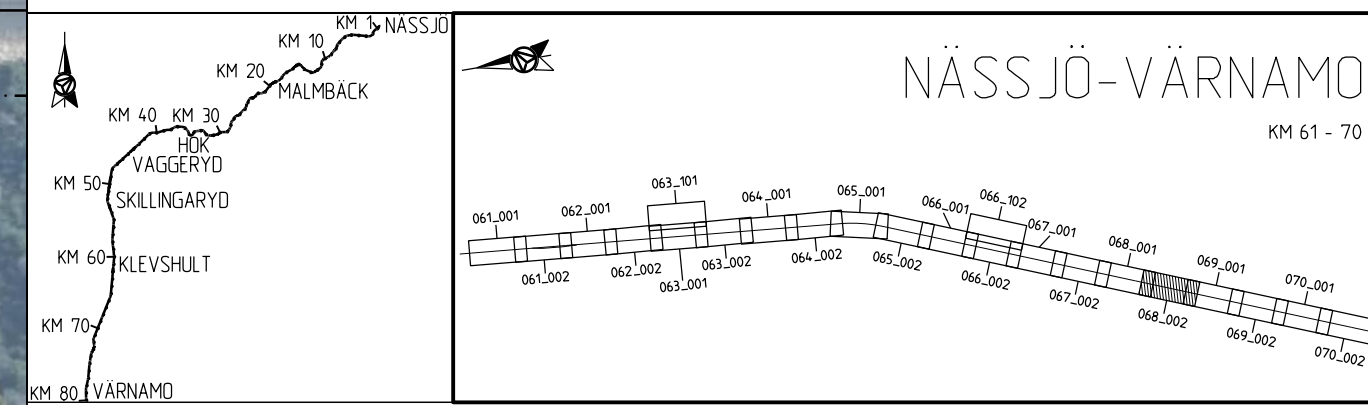 KM 1
NÄSSJÖ
KM 10
KM 20
MALMBÄCK
KM 40
KM 30
HOK
VAGGERYD
KM 50
SKILLINGARYD
KM 60
KLEVSHULT
KM 70
KM 80
VÄRNAMO
NÄSSJÖ-VÄRNAMO
KM 61 - 70
061_001
062_001
063_101
064_001
065_001
066_001
066_102
067_001
068_001
069_001
070_001
061_002
062_002
063_001
063_002
064_002
065_002
066_002
067_002
068_002
069_002
070_002